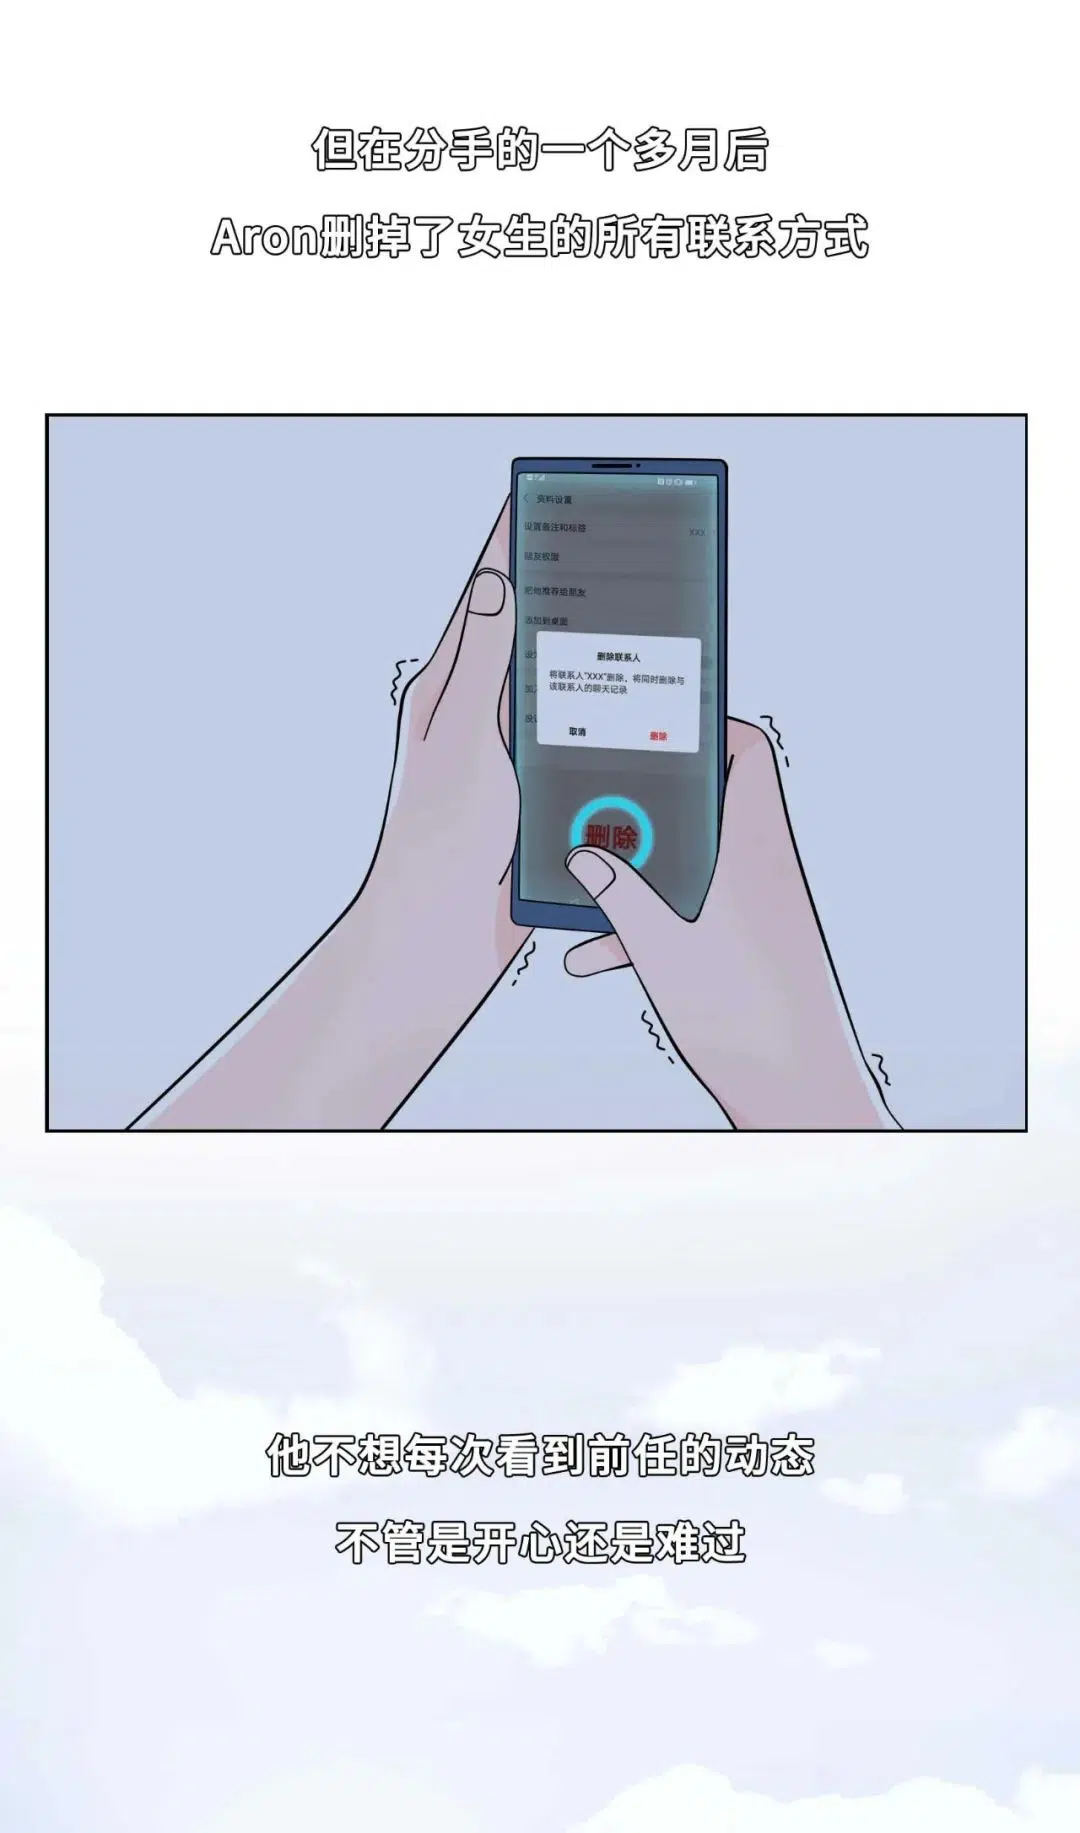 但在分手的一个多月后
Aron删掉了女生的所有联系方式
资料设置
设置备注和标签
XXX
朋友权限
把他推荐给朋友
添加到桌面
删除联系人
将联系人“XXX”删除，将同时删除与
该联系人的聊天记录
取消
删除
删除
他不想每次看到前任的动态
不管是开心还是难过